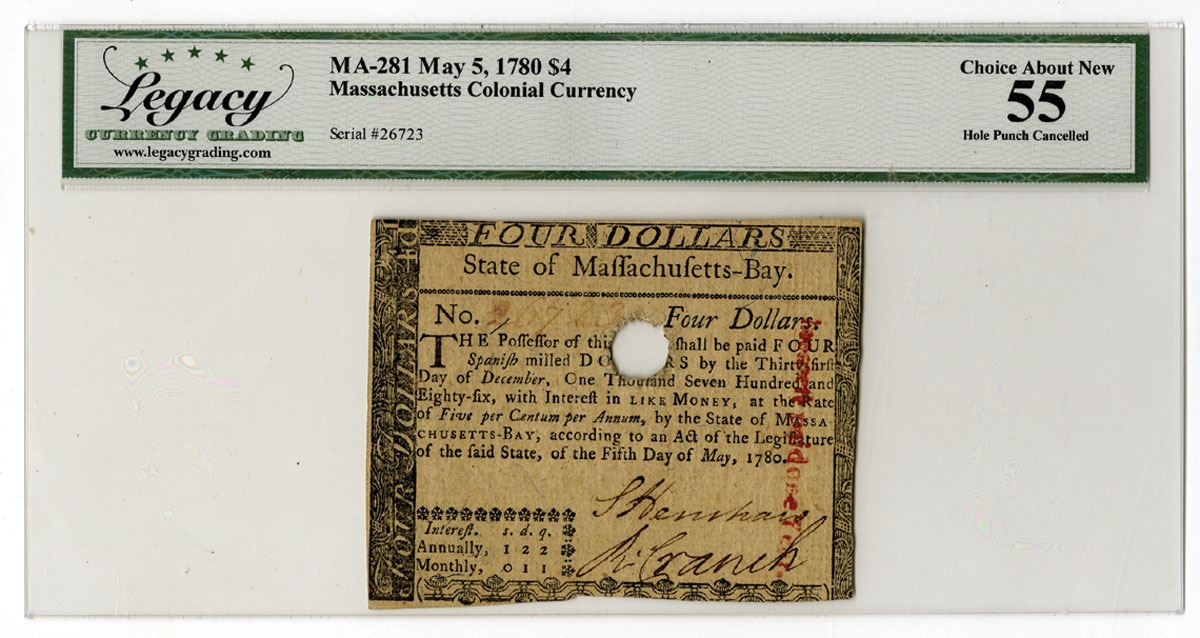 Legacy
CURRENCY GRADING
www.legacygrading.com
MA-281 May 5, 1780 $4
Massachusetts Colonial Currency
Serial #26723
Choice About New
55
Hole Punch Cancelled
FOUR DOLLARS
State of Maſſachuſetts-Bay.
No. Four Dollars.
THE Poſſeſſor of this ſhall be paid FOUR
Spaniſh milled DO RS by the Thirty-firſt
Day of December, One Thouſand Seven Hundred and
Eighty-ſix, with Intereſt in LIKE MONEY, at the Rate
of Five per Centum per Annum, by the State of MASSA
CHUSETTS-BAY, according to an Act of the Legiſlature
of the ſaid State, of the Fifth Day of May, 1780.
S Henshaw
R. Cranch
Intereſt. s. d. q.
Annually, 1 2 2
Monthly, 0 1 1
FOUR DOLLARS